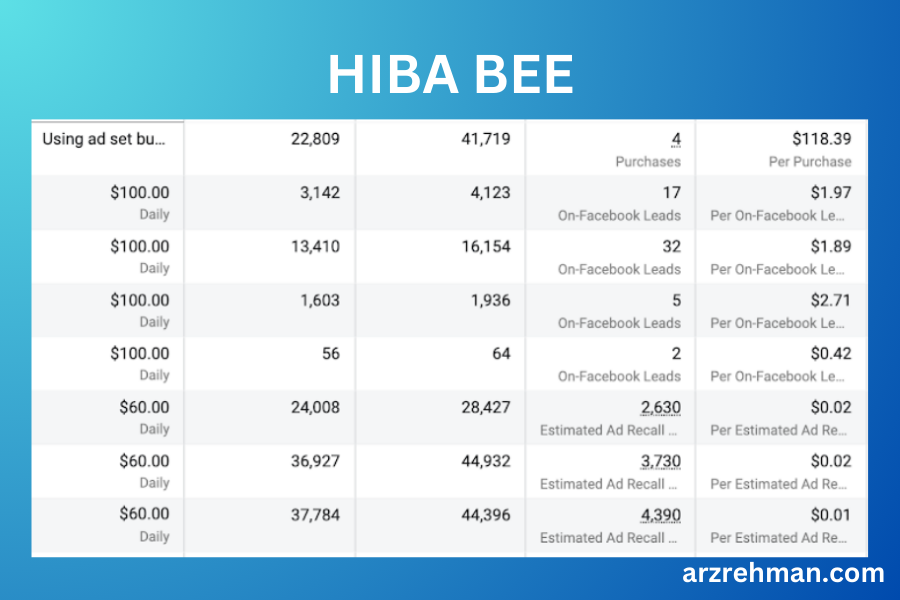 HIBA BEE
Using ad set bu... 22,809 41,719 4 $118.39
Purchases Per Purchase
$100.00 3,142 4,123 17 $1.97
Daily On-Facebook Leads Per On-Facebook Le...
$100.00 13,410 16,154 32 $1.89
Daily On-Facebook Leads Per On-Facebook Le...
$100.00 1,603 1,936 5 $2.71
Daily On-Facebook Leads Per On-Facebook Le...
$100.00 56 64 2 $0.42
Daily On-Facebook Leads Per On-Facebook Le...
$60.00 24,008 28,427 2,630 $0.02
Daily Estimated Ad Recall ... Per Estimated Ad Re...
$60.00 36,927 44,932 3,730 $0.02
Daily Estimated Ad Recall ... Per Estimated Ad Re...
$60.00 37,784 44,396 4,390 $0.01
Daily Estimated Ad Recall ... Per Estimated Ad Re...
arzrehman.com